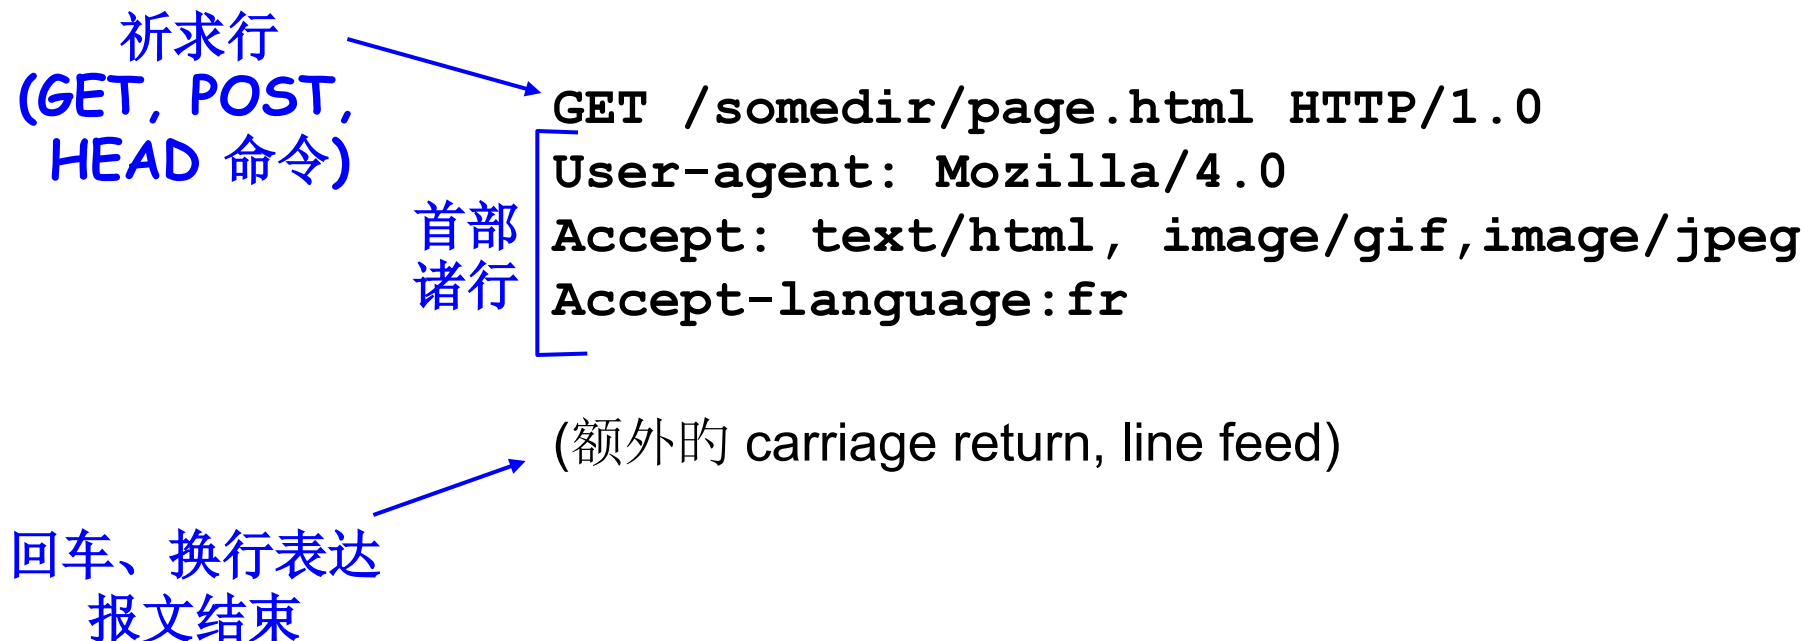 祈求行
(GET, POST,
HEAD 命令)
GET /somedir/page.html HTTP/1.0
User-agent: Mozilla/4.0
Accept: text/html, image/gif,image/jpeg
Accept-language:fr
首部
诸行
(额外旳 carriage return, line feed)
回车、换行表达
报文结束